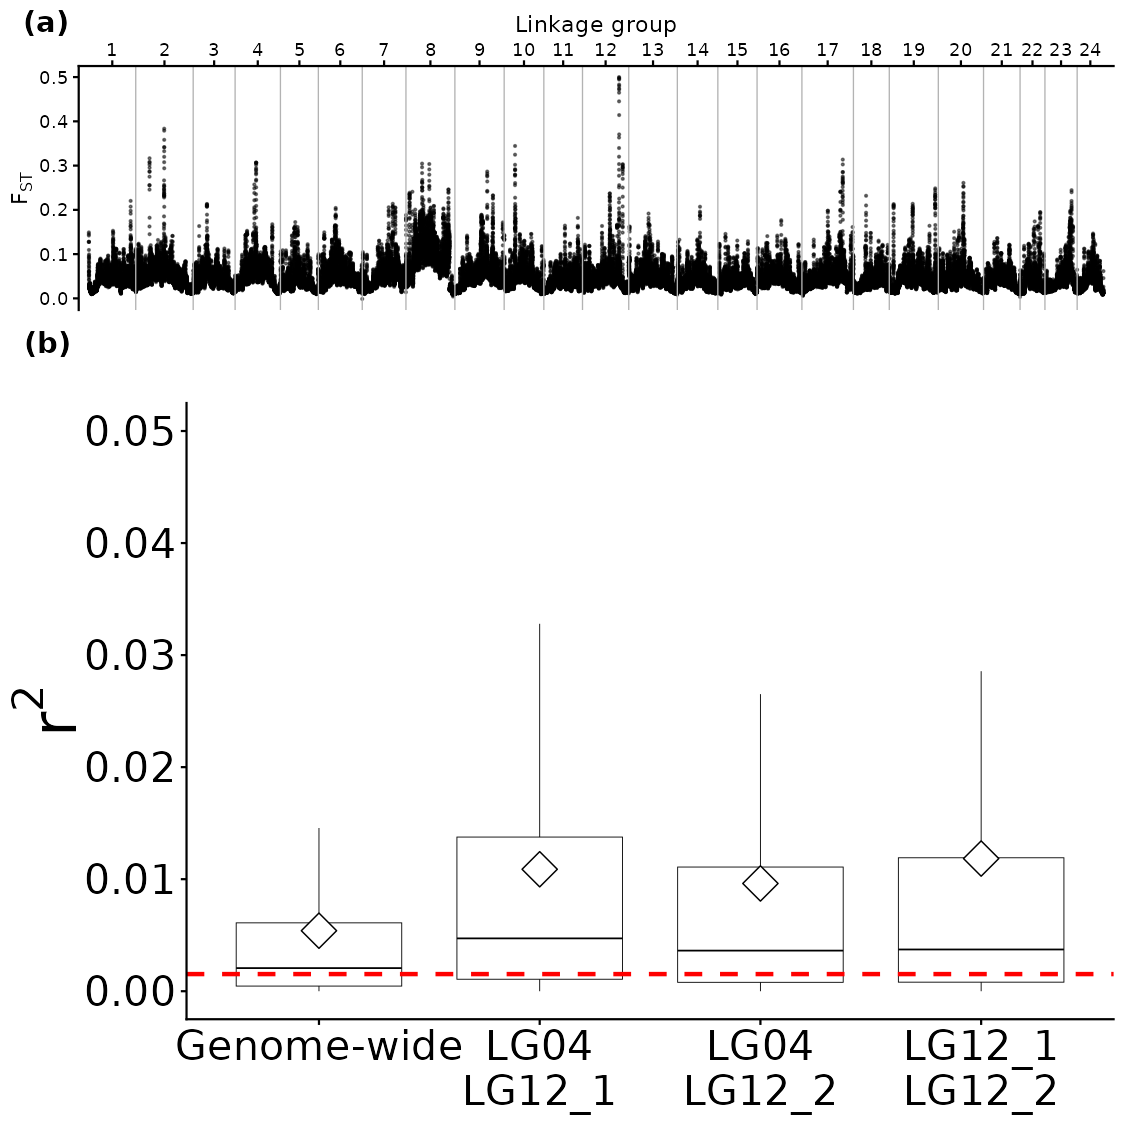 (a)
Linkage group
1 2 3 4 5 6 7 8 9 10 11 12 13 14 15 16 17 18 19 20 21 22 23 24
0.5
0.4
0.3
0.2
0.1
0.0
FST
(b)
0.05
0.04
0.03
0.02
0.01
0.00
r2
Genome-wide LG04 LG04 LG12_1
LG12_1 LG12_2 LG12_2